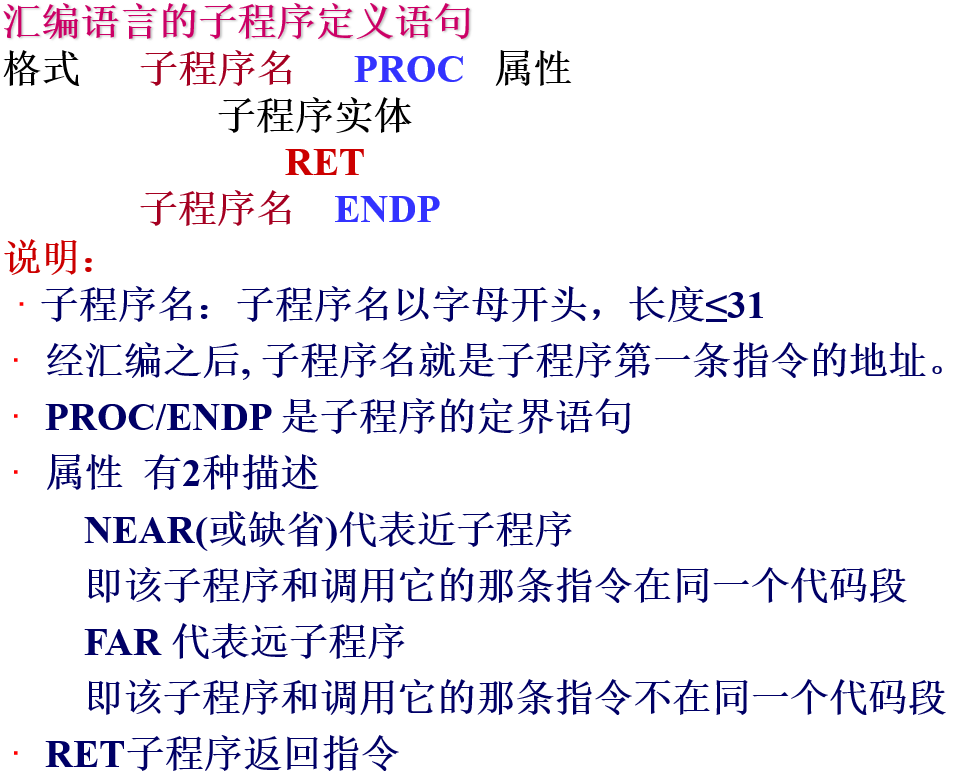 汇编语言的子程序定义语句
格式 子程序名 PROC 属性
子程序实体
RET
子程序名 ENDP
说明：
· 子程序名：子程序名以字母开头，长度≤31
· 经汇编之后, 子程序名就是子程序第一条指令的地址。
· PROC/ENDP 是子程序的定界语句
· 属性 有2种描述
NEAR(或缺省)代表近子程序
即该子程序和调用它的那条指令在同一个代码段
FAR 代表远子程序
即该子程序和调用它的那条指令不在同一个代码段
· RET子程序返回指令